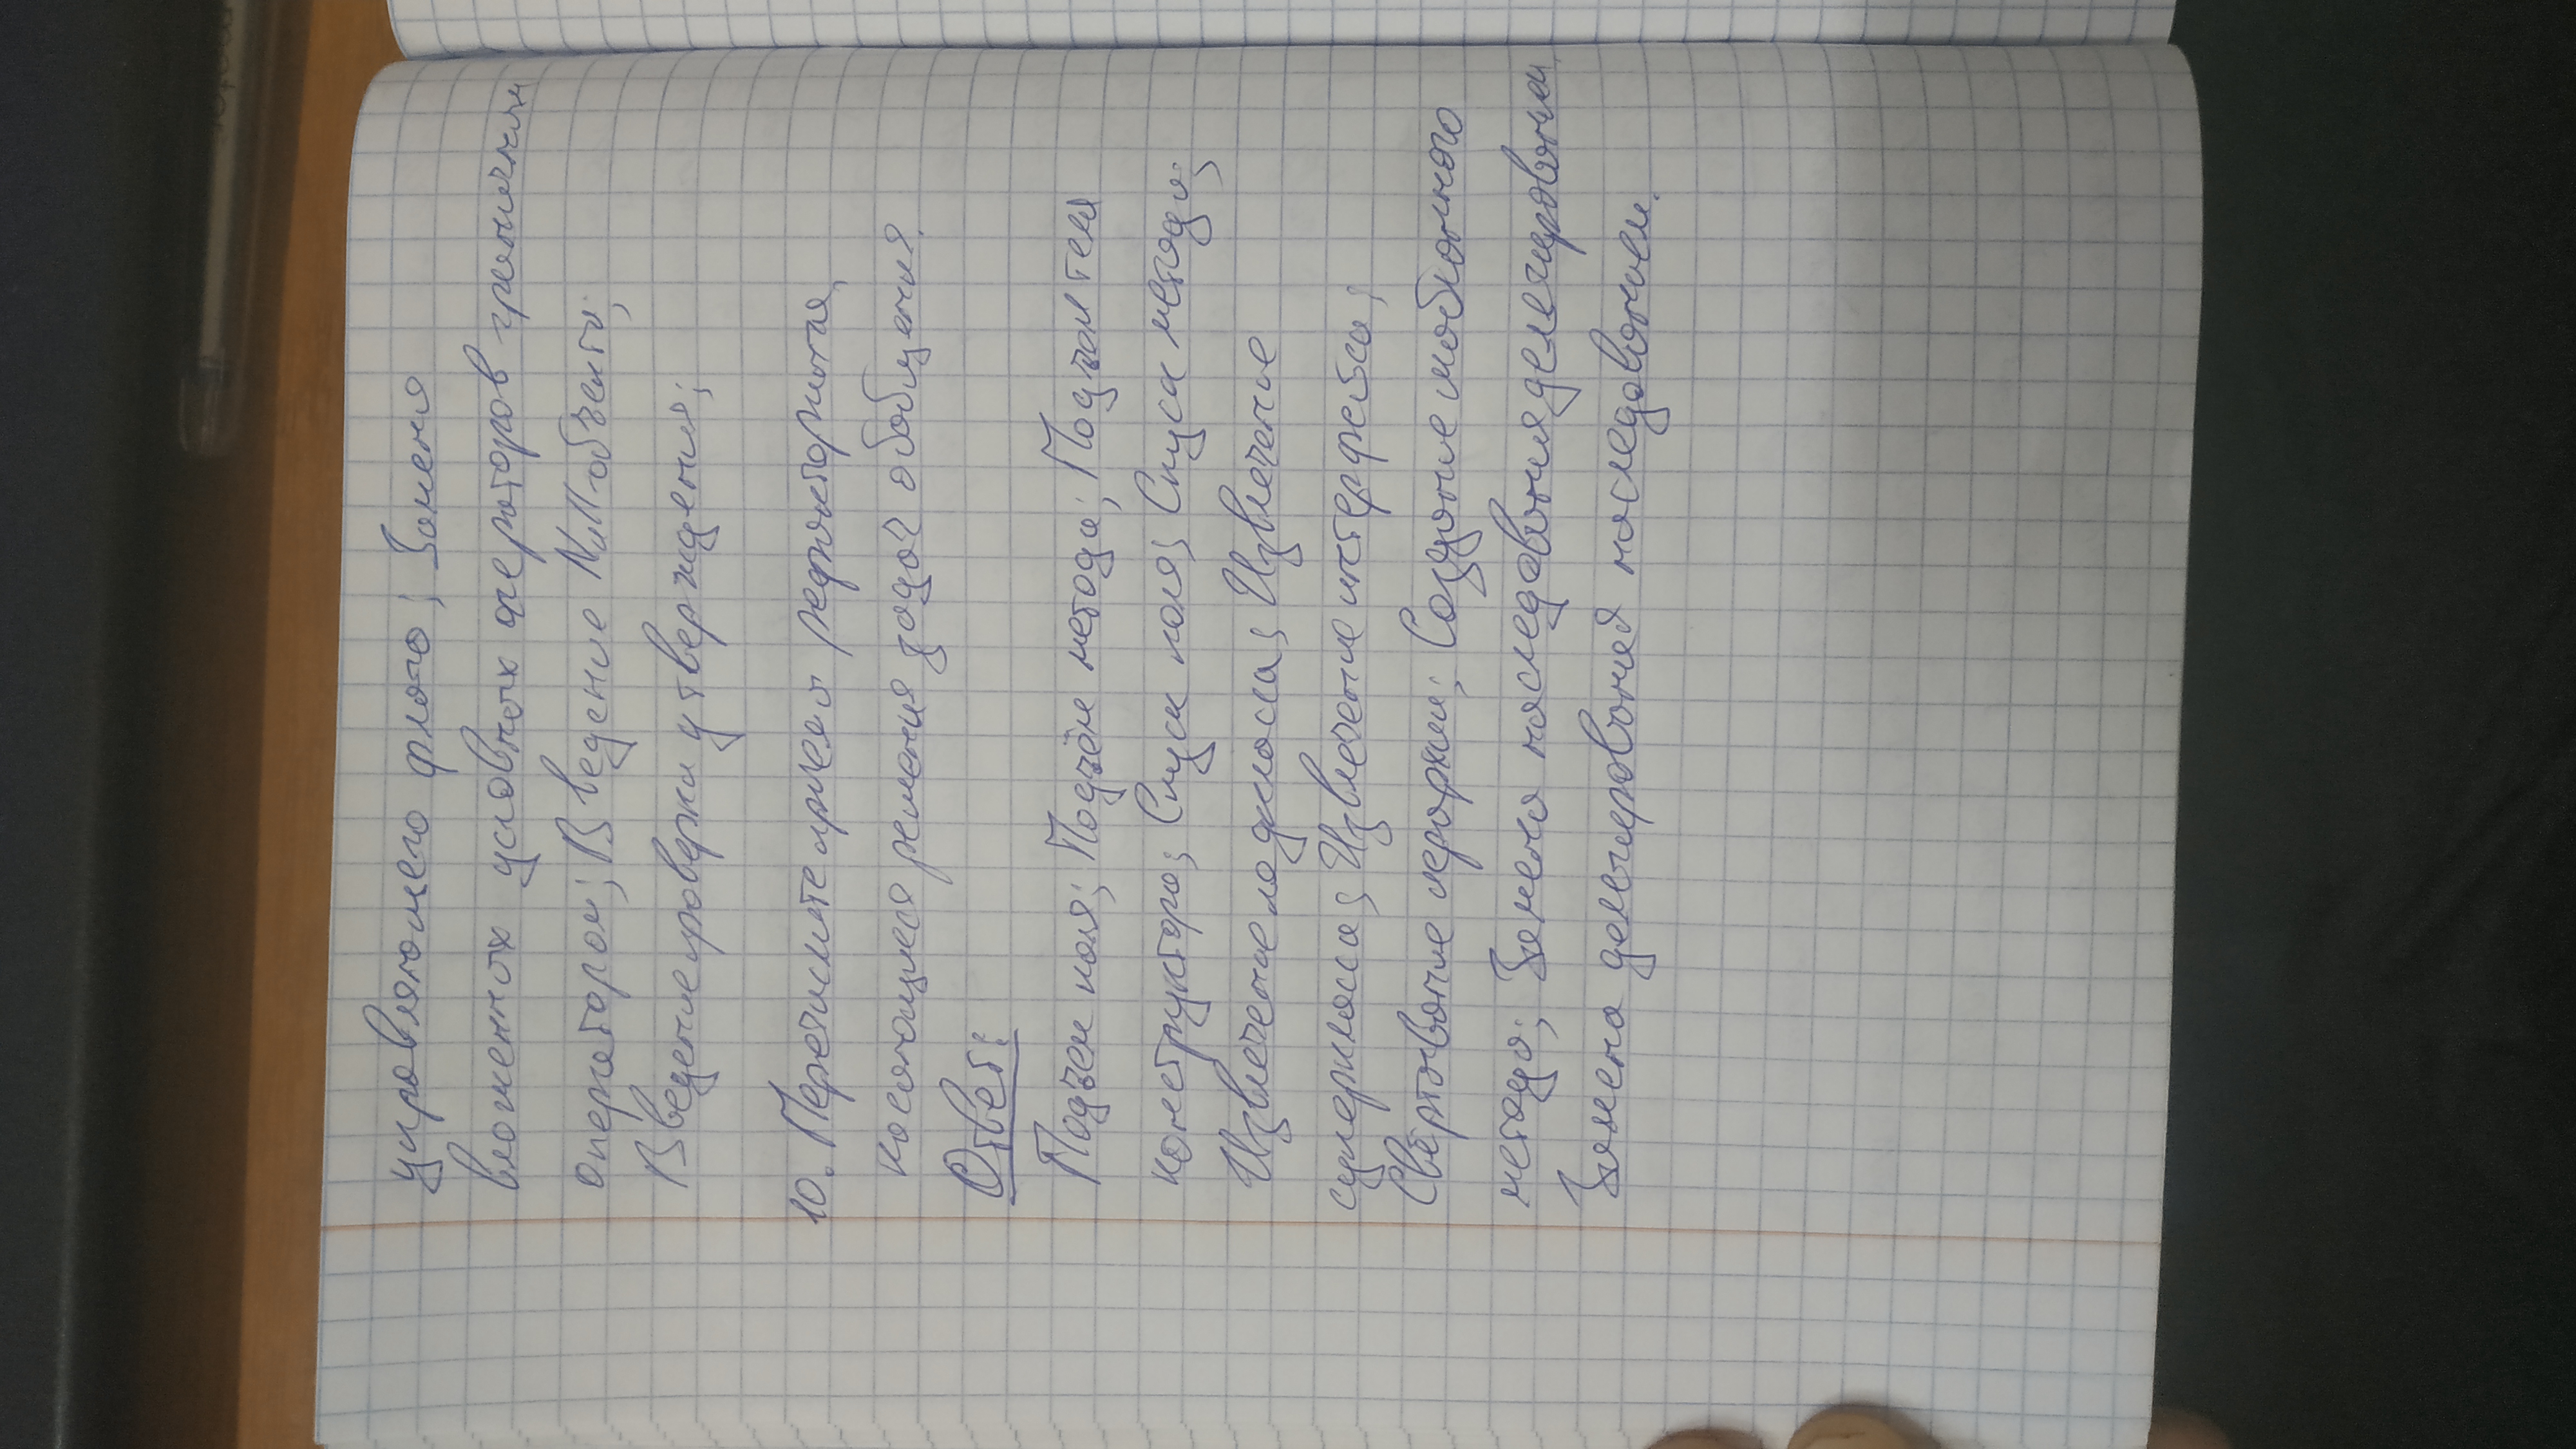 управляющего флага; Замена
вложенных условных операторов граничным
оператором; Введение Null-объекта;
Введение проверки утверждения;
10. Перечислите приёмы рефакторинга,
касающиеся решения задач обобщения.
Ответ:
Подъем поля; Подъём метода; Подъём тела
конструктора; Спуск поля; Спуск метода;
Извлечение подкласса; Извлечение
суперкласса; Извлечение интерфейса;
Свёртывание иерархии; Создание шаблонного
метода; Замена наследования делегированием,
Замена делегирования наследованием.